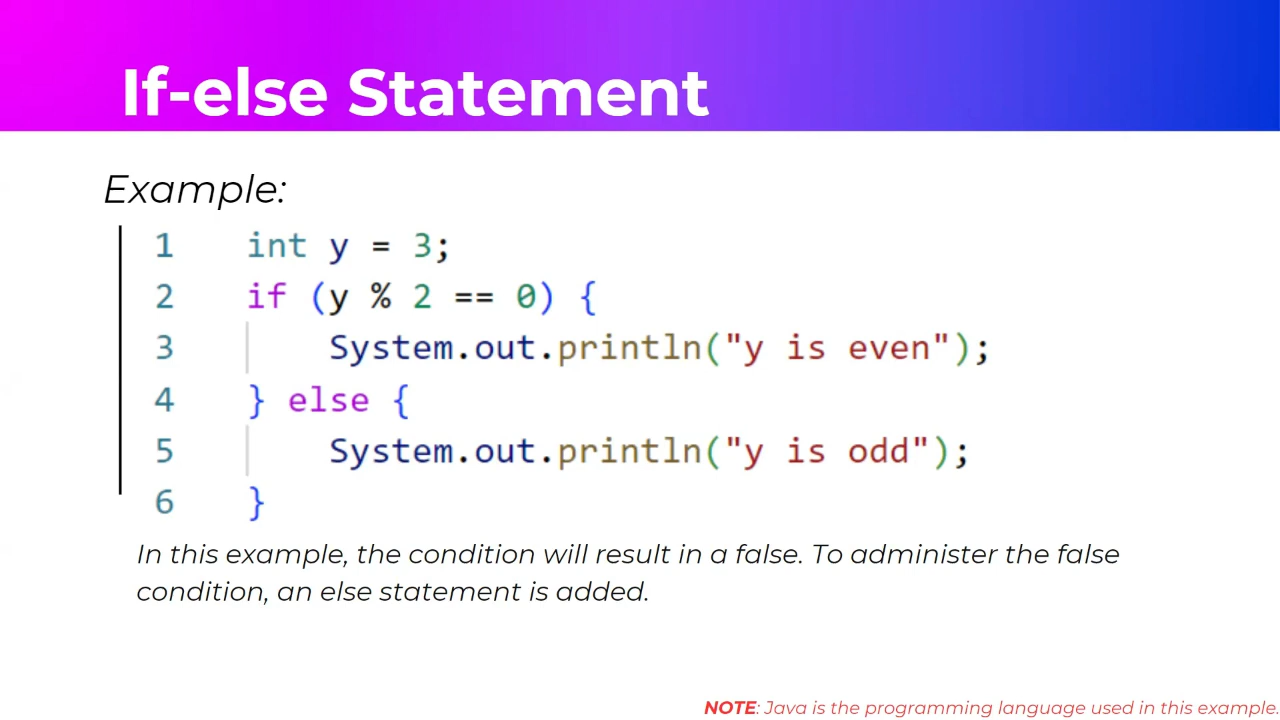 If-else Statement
Example:
1 int y = 3;
2 if (y % 2 == 0) {
3 System.out.println("y is even");
4 } else {
5 System.out.println("y is odd");
6 }
In this example, the condition will result in a false. To administer the false
condition, an else statement is added.
NOTE: Java is the programming language used in this example.